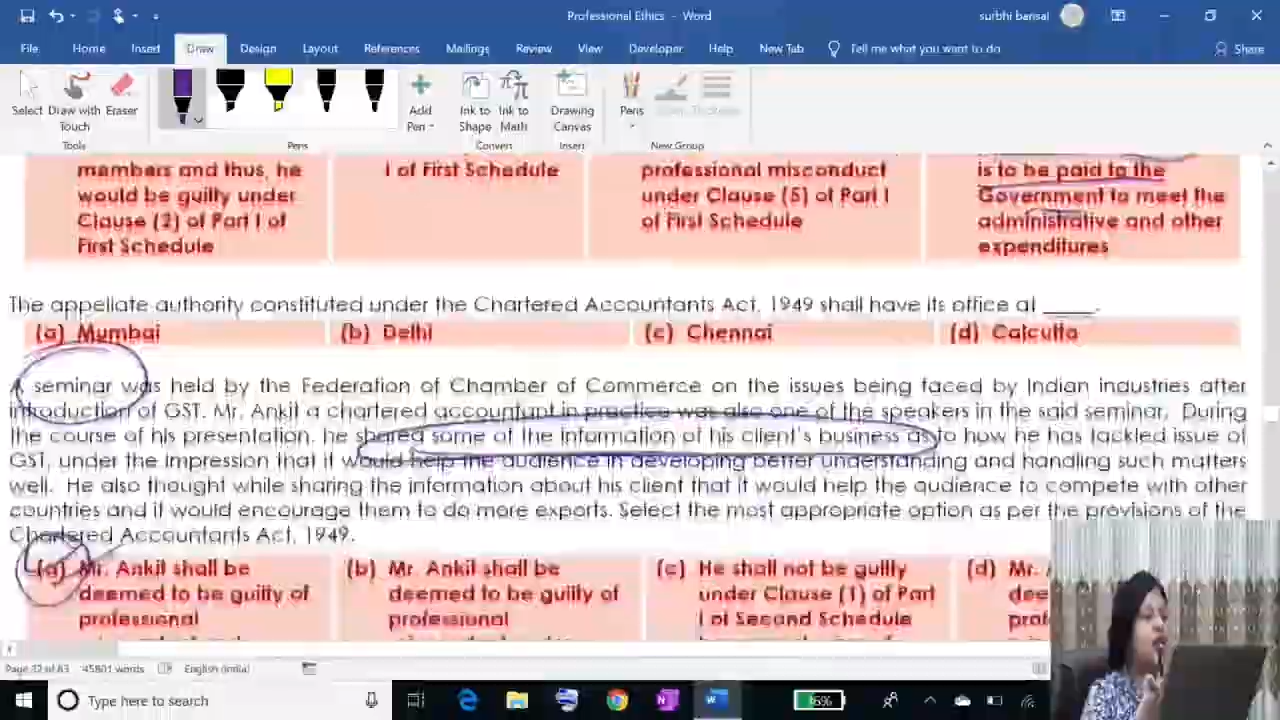 Professional Ethics - Word
surbhi bansal
File Home Insert Draw Design Layout References Mailings Review View Developer Help New Tab Tell me what you want to do Share
Select Draw with Touch Eraser
Add Pen
Ink to Shape Ink to Math
Drawing Canvas
Pens
Tools Pens Convert Insert New Group
members and thus, he would be guilty under Clause (2) of Part I of First Schedule
I of First Schedule
professional misconduct under Clause (5) of Part I of First Schedule
is to be paid to the Government to meet the administrative and other expenditures
The appellate authority constituted under the Chartered Accountants Act, 1949 shall have its office at _____.
(a) Mumbai (b) Delhi (c) Chennai (d) Calcutta
A seminar was held by the Federation of Chamber of Commerce on the issues being faced by Indian industries after
introduction of GST. Mr. Ankit a chartered accountant in practice was also one of the speakers in the said seminar. During
the course of his presentation, he shared some of the information of his client's business as to how he has tackled issue of
GST, under the impression that it would help the audience in developing better understanding and handling such matters
well. He also thought while sharing the information about his client that it would help the audience to compete with other
countries and it would encourage them to do more exports. Select the most appropriate option as per the provisions of the
Chartered Accountants Act, 1949.
(a) Mr. Ankit shall be deemed to be guilty of professional
(b) Mr. Ankit shall be deemed to be guilty of professional
(c) He shall not be guilty under Clause (1) of Part I of Second Schedule
(d) Mr.
Page 32 of 63 45801 words English (India)
Type here to search